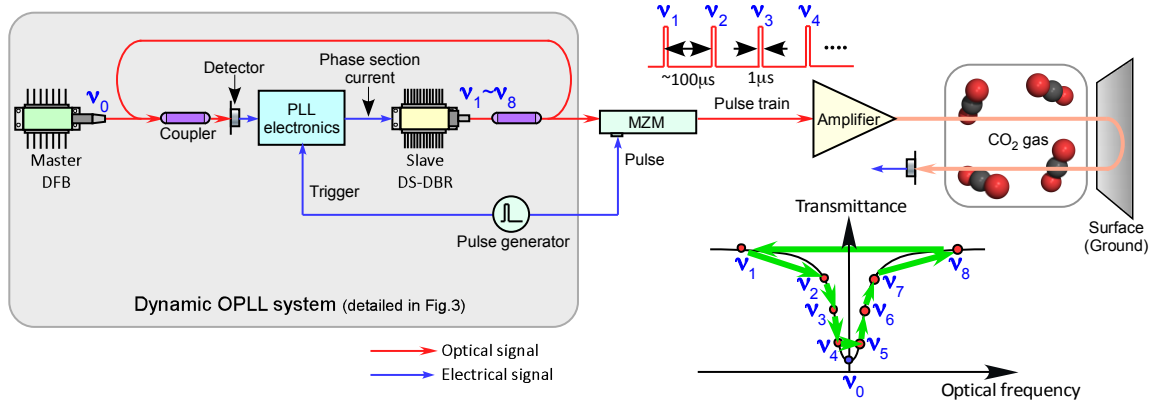 ν1 ν2 ν3 ν4
....
~100µs 1µs
Detector
Phase section
current
ν0
ν1~ν8
Pulse train
PLL
electronics
Coupler
MZM
Amplifier
CO2 gas
Master
DFB
Slave
DS-DBR
Pulse
Trigger
Pulse generator
Surface
(Ground)
Dynamic OPLL system (detailed in Fig.3)
Optical signal
Electrical signal
Transmittance
ν1
ν2
ν3
ν4
ν5
ν6
ν7
ν8
ν0
Optical frequency